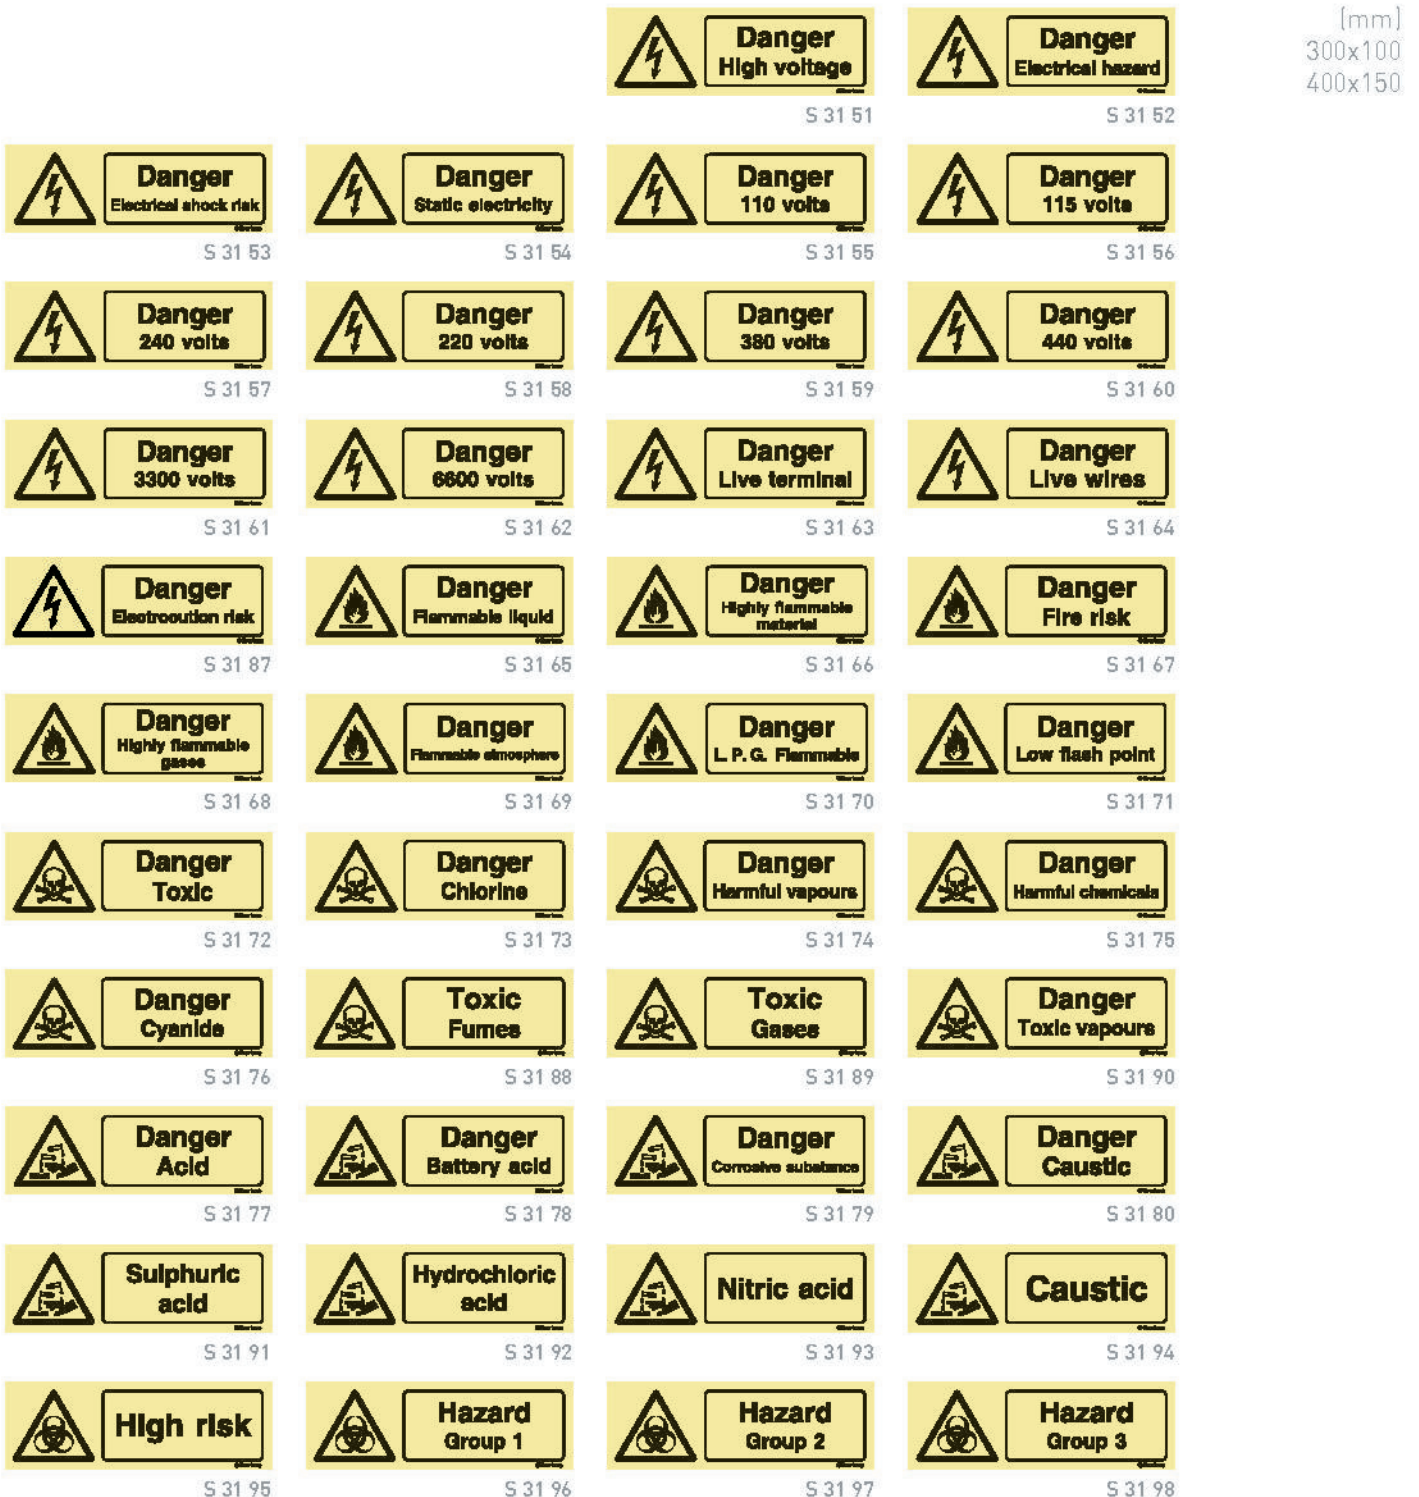 Danger
High voltage
S 31 51
Danger
Electrical hazard
S 31 52
(mm)
300x100
400x150
Danger
Electrical shock risk
S 31 53
Danger
Static electricity
S 31 54
Danger
110 volts
S 31 55
Danger
115 volts
S 31 56
Danger
240 volts
S 31 57
Danger
220 volts
S 31 58
Danger
380 volts
S 31 59
Danger
440 volts
S 31 60
Danger
3300 volts
S 31 61
Danger
6600 volts
S 31 62
Danger
Live terminal
S 31 63
Danger
Live wires
S 31 64
Danger
Electrocution risk
S 31 87
Danger
Flammable liquid
S 31 65
Danger
Highly flammable
material
S 31 66
Danger
Fire risk
S 31 67
Danger
Highly flammable
gases
S 31 68
Danger
Flammable atmosphere
S 31 69
Danger
L. P. G. Flammable
S 31 70
Danger
Low flash point
S 31 71
Danger
Toxic
S 31 72
Danger
Chlorine
S 31 73
Danger
Harmful vapours
S 31 74
Danger
Harmful chemicals
S 31 75
Danger
Cyanide
S 31 76
Toxic
Fumes
S 31 88
Toxic
Gases
S 31 89
Danger
Toxic vapours
S 31 90
Danger
Acid
S 31 77
Danger
Battery acid
S 31 78
Danger
Corrosive substance
S 31 79
Danger
Caustic
S 31 80
Sulphuric
acid
S 31 91
Hydrochloric
acid
S 31 92
Nitric acid
S 31 93
Caustic
S 31 94
High risk
S 31 95
Hazard
Group 1
S 31 96
Hazard
Group 2
S 31 97
Hazard
Group 3
S 31 98